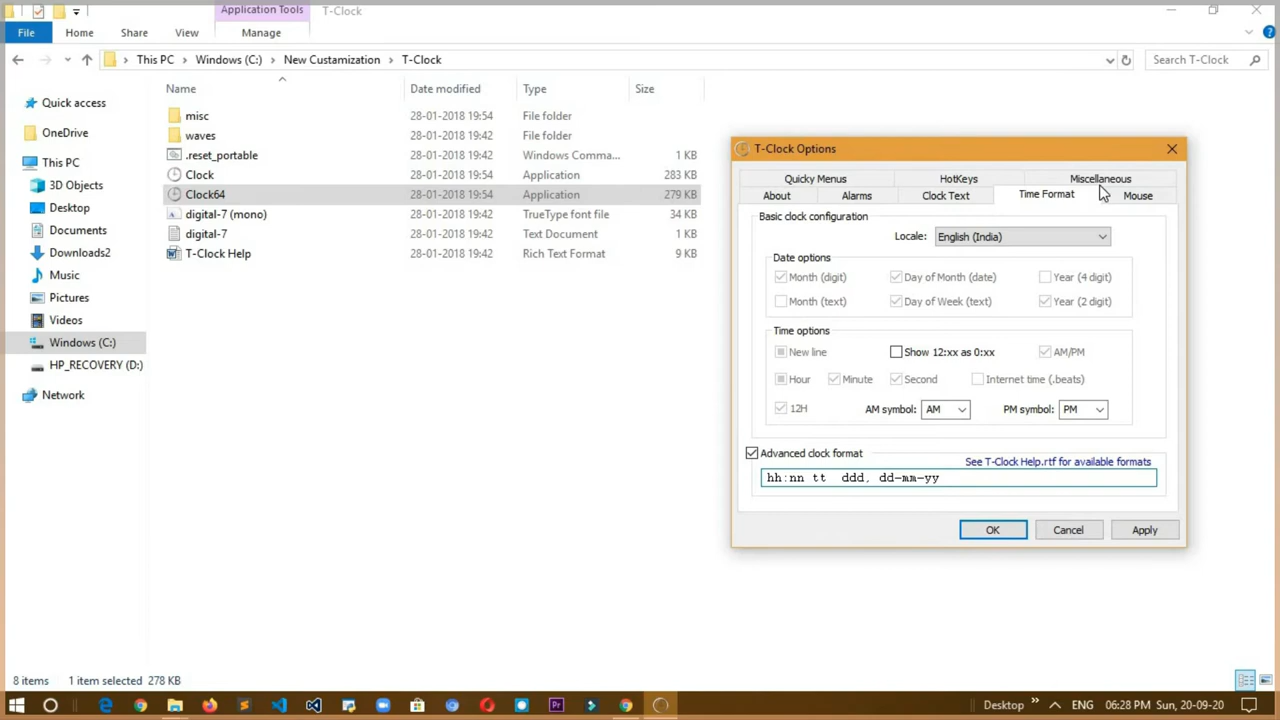 Application Tools
T-Clock
File
Home
Share
View
Manage
This PC
Windows (C:)
New Custamization
T-Clock
Search T-Clock
Name
Date modified
Type
Size
Quick access
OneDrive
This PC
3D Objects
Desktop
Documents
Downloads2
Music
Pictures
Videos
Windows (C:)
HP_RECOVERY (D:)
Network
misc 28-01-2018 19:54 File folder
waves 28-01-2018 19:42 File folder
.reset_portable 28-01-2018 19:42 Windows Comma... 1 KB
Clock 28-01-2018 19:54 Application 283 KB
Clock64 28-01-2018 19:54 Application 279 KB
digital-7 (mono) 28-01-2018 19:42 TrueType font file 34 KB
digital-7 28-01-2018 19:42 Text Document 1 KB
T-Clock Help 28-01-2018 19:42 Rich Text Format 9 KB
T-Clock Options
Quicky Menus
HotKeys
Miscellaneous
About
Alarms
Clock Text
Time Format
Mouse
Basic clock configuration
Locale: English (India)
Date options
Month (digit) Day of Month (date) Year (4 digit)
Month (text) Day of Week (text) Year (2 digit)
Time options
New line Show 12:xx as 0:xx AM/PM
Hour Minute Second Internet time (.beats)
12H AM symbol: AM PM symbol: PM
Advanced clock format
See T-Clock Help.rtf for available formats
hh:nn tt  ddd, dd-mm-yy
OK
Cancel
Apply
8 items 1 item selected 278 KB
Desktop
ENG
06:28 PM Sun, 20-09-20